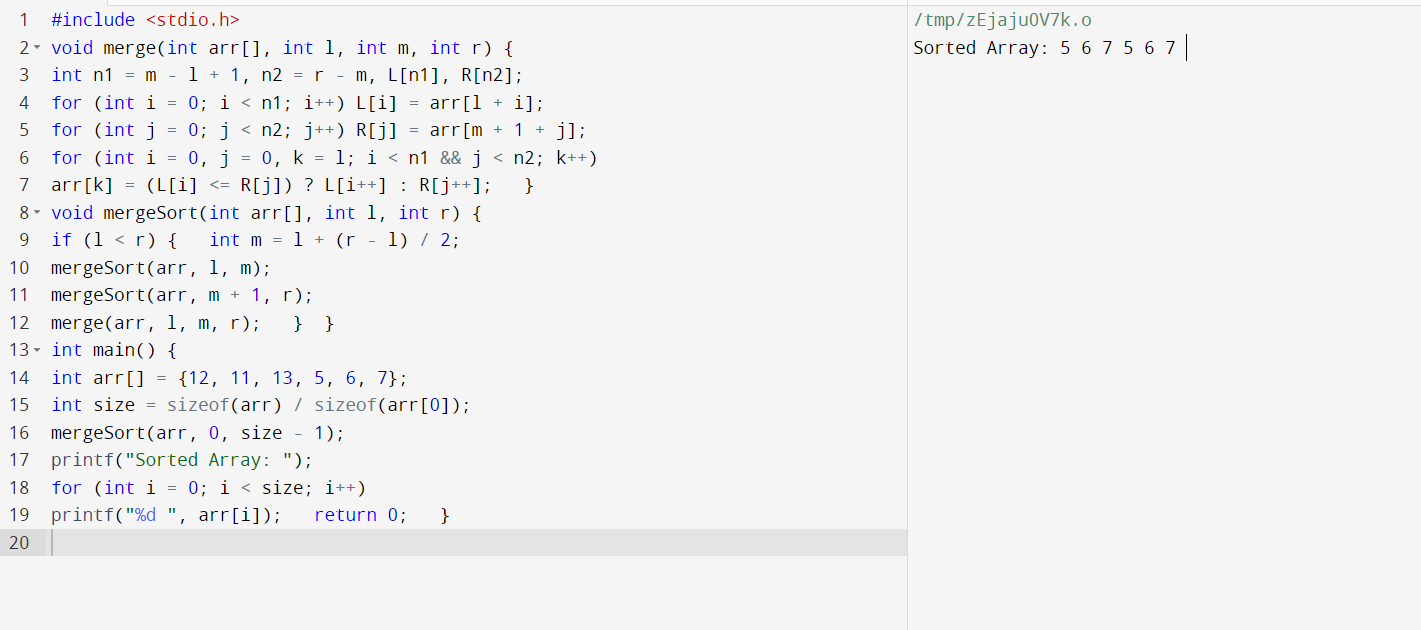 1 #include <stdio.h>
2 void merge(int arr[], int l, int m, int r) {
3 int n1 = m - l + 1, n2 = r - m, L[n1], R[n2];
4 for (int i = 0; i < n1; i++) L[i] = arr[l + i];
5 for (int j = 0; j < n2; j++) R[j] = arr[m + 1 + j];
6 for (int i = 0, j = 0, k = l; i < n1 && j < n2; k++)
7 arr[k] = (L[i] <= R[j]) ? L[i++] : R[j++];   }
8 void mergeSort(int arr[], int l, int r) {
9 if (l < r) {   int m = l + (r - l) / 2;
10 mergeSort(arr, l, m);
11 mergeSort(arr, m + 1, r);
12 merge(arr, l, m, r);   }  }
13 int main() {
14 int arr[] = {12, 11, 13, 5, 6, 7};
15 int size = sizeof(arr) / sizeof(arr[0]);
16 mergeSort(arr, 0, size - 1);
17 printf("Sorted Array: ");
18 for (int i = 0; i < size; i++)
19 printf("%d ", arr[i]);   return 0;   }
20
/tmp/zEjaju0V7k.o
Sorted Array: 5 6 7 5 6 7